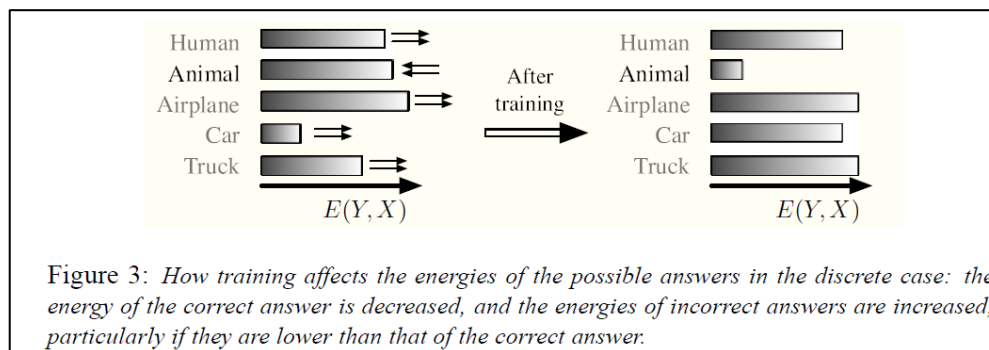 Human
Animal
Airplane
Car
Truck
E(Y, X)
After
training
Human
Animal
Airplane
Car
Truck
E(Y, X)
Figure 3: How training affects the energies of the possible answers in the discrete case: the
energy of the correct answer is decreased, and the energies of incorrect answers are increased,
particularly if they are lower than that of the correct answer.